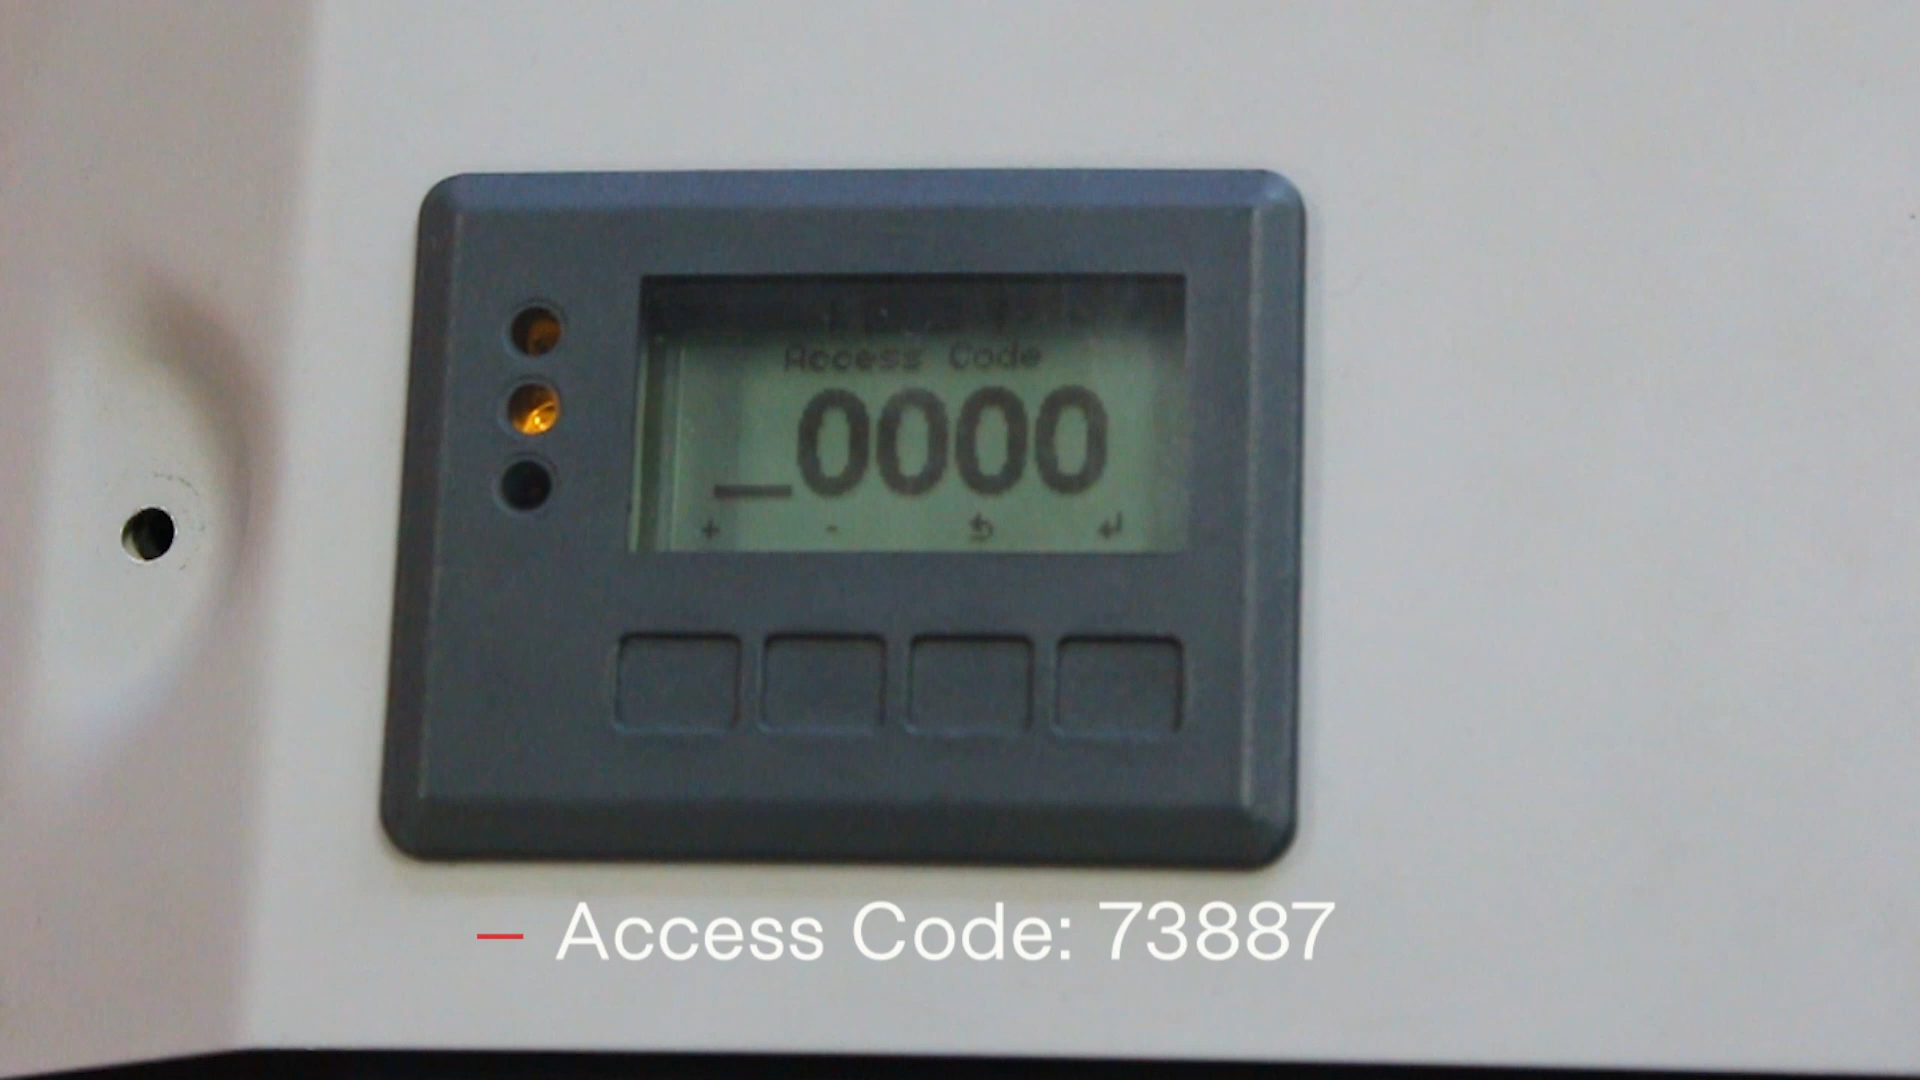 Access Code
_0000
+ - ⮌ ↵
– Access Code: 73887